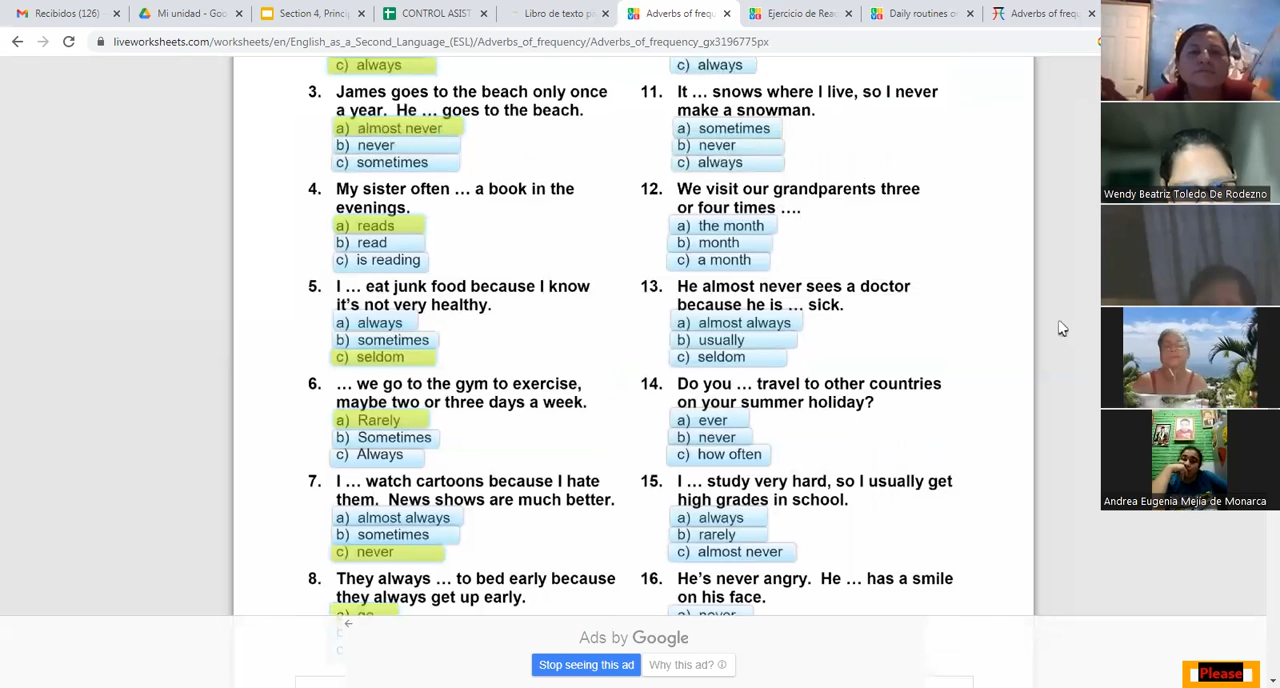 Recibidos (126)
Mi unidad - Goo
Section 4, Princi
CONTROL ASIST
Libro de texto pa
Adverbs of frequ
Ejercicio de Rea
Daily routines o
Adverbs of frequ
liveworksheets.com/worksheets/en/English_as_a_Second_Language_(ESL)/Adverbs_of_frequency/Adverbs_of_frequency_gx3196775px
c) always
3. James goes to the beach only once
a year. He … goes to the beach.
a) almost never
b) never
c) sometimes
4. My sister often … a book in the
evenings.
a) reads
b) read
c) is reading
5. I … eat junk food because I know
it's not very healthy.
a) always
b) sometimes
c) seldom
6. … we go to the gym to exercise,
maybe two or three days a week.
a) Rarely
b) Sometimes
c) Always
7. I … watch cartoons because I hate
them. News shows are much better.
a) almost always
b) sometimes
c) never
8. They always … to bed early because
they always get up early.
a) go
b
c
c) always
11. It … snows where I live, so I never
make a snowman.
a) sometimes
b) never
c) always
12. We visit our grandparents three
or four times ….
a) the month
b) month
c) a month
13. He almost never sees a doctor
because he is … sick.
a) almost always
b) usually
c) seldom
14. Do you … travel to other countries
on your summer holiday?
a) ever
b) never
c) how often
15. I … study very hard, so I usually get
high grades in school.
a) always
b) rarely
c) almost never
16. He's never angry. He … has a smile
on his face.
a) never
Ads by Google
Stop seeing this ad
Why this ad?
Wendy Beatriz Toledo De Rodezno
Andrea Eugenia Mejía de Monarca
Please